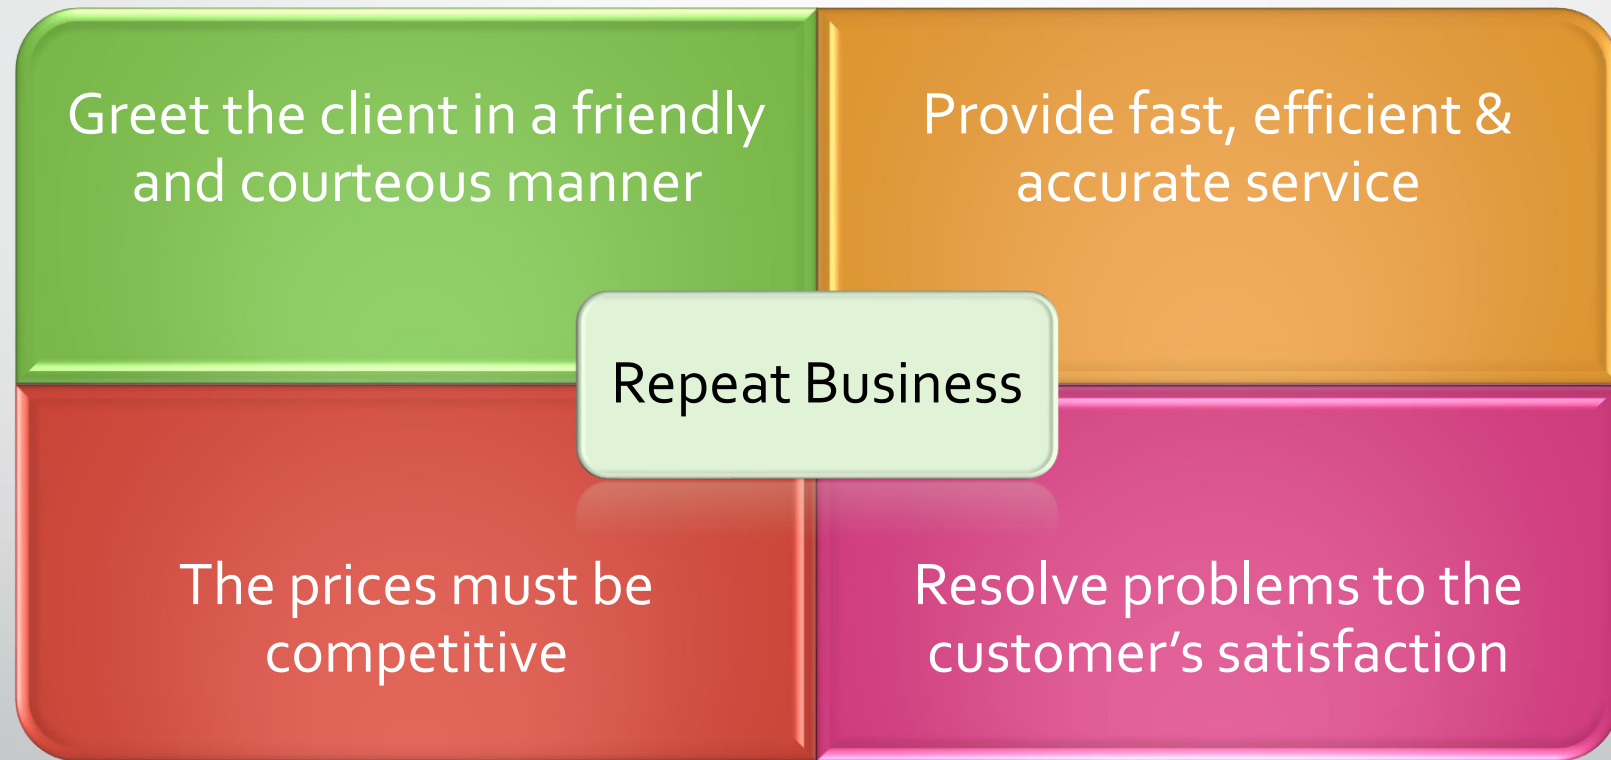 Greet the client in a friendly
and courteous manner
Provide fast, efficient &
accurate service
Repeat Business
The prices must be
competitive
Resolve problems to the
customer’s satisfaction